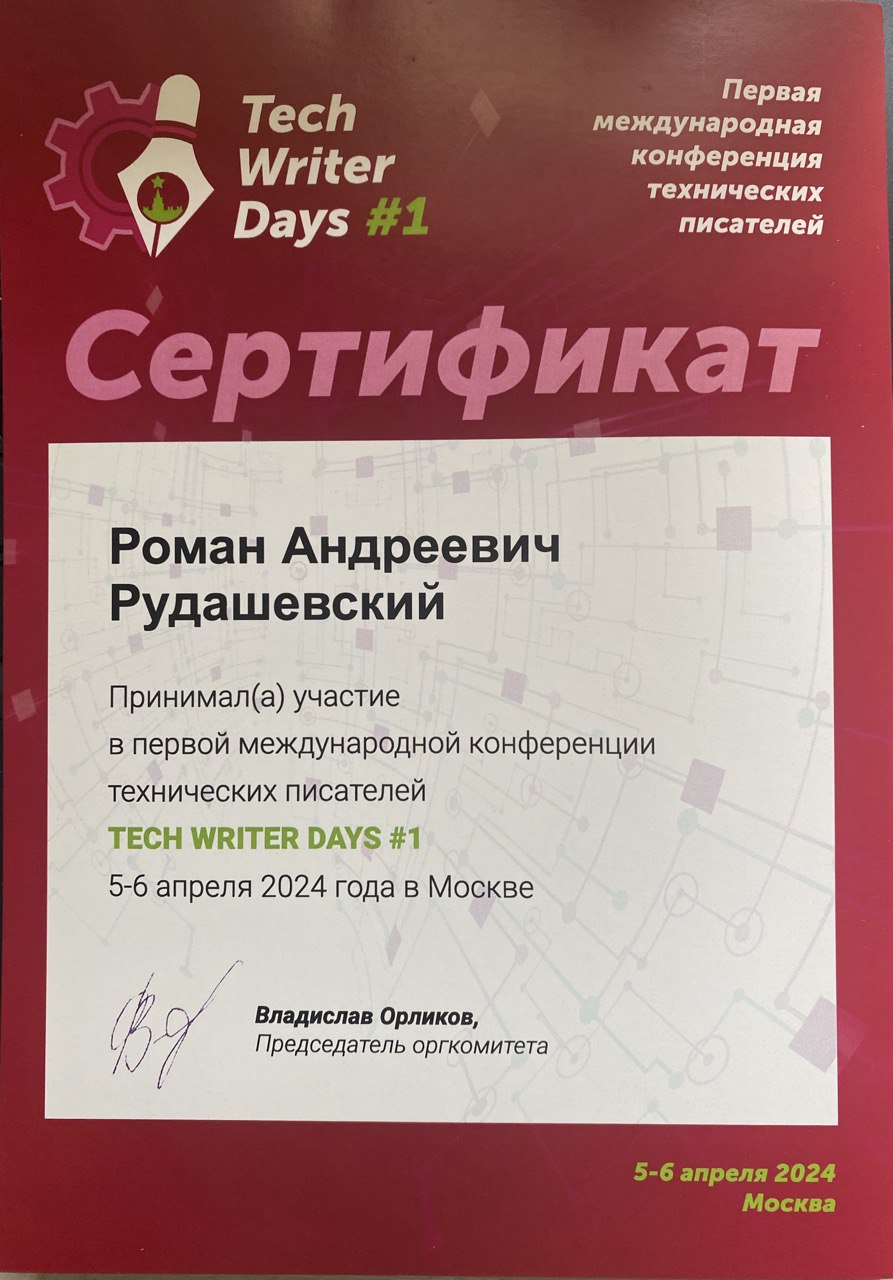 Tech
Writer
Days #1
Первая
международная
конференция
технических
писателей
Сертификат
Роман Андреевич
Рудашевский
Принимал(а) участие
в первой международной конференции
технических писателей
TECH WRITER DAYS #1
5-6 апреля 2024 года в Москве
Владислав Орликов,
Председатель оргкомитета
5-6 апреля 2024
Москва